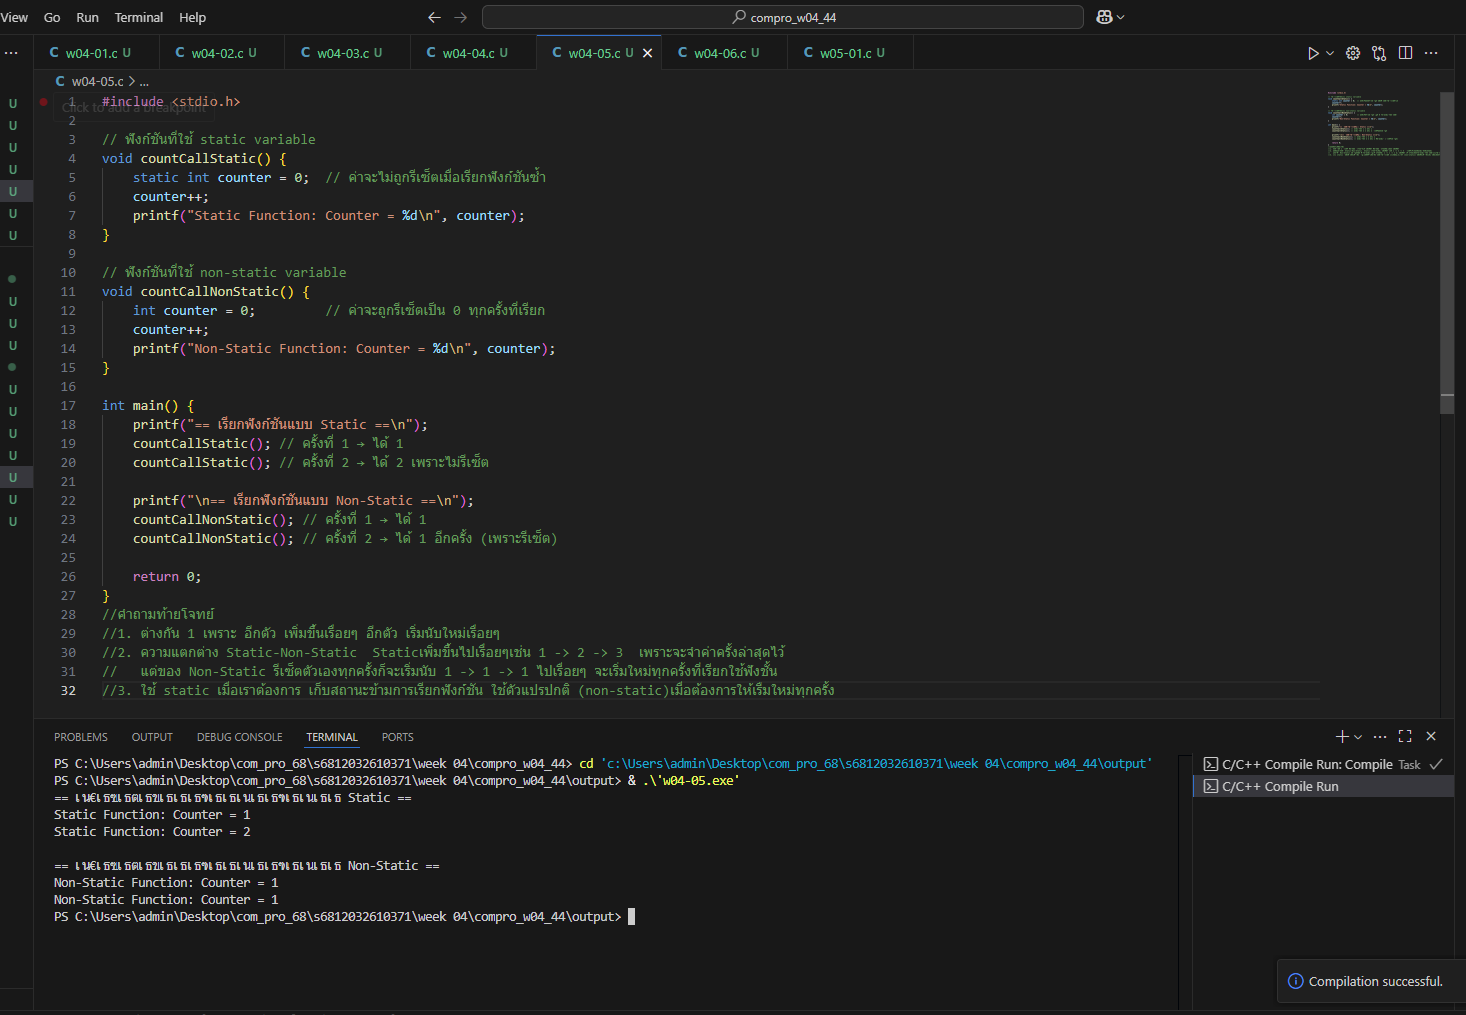 View Go Run Terminal Help
compro_w04_44
C w04-01.c U C w04-02.c U C w04-03.c U C w04-04.c U C w04-05.c U C w04-06.c U C w05-01.c U
C w04-05.c > ...
1 #include <stdio.h>
Click to add a breakpoint
2
3 // ฟังก์ชันที่ใช้ static variable
4 void countCallStatic() {
5 static int counter = 0; // ค่าจะไม่ถูกรีเซ็ตเมื่อเรียกฟังก์ชันซ้ำ
6 counter++;
7 printf("Static Function: Counter = %d\n", counter);
8 }
9
10 // ฟังก์ชันที่ใช้ non-static variable
11 void countCallNonStatic() {
12 int counter = 0; // ค่าจะถูกรีเซ็ตเป็น 0 ทุกครั้งที่เรียก
13 counter++;
14 printf("Non-Static Function: Counter = %d\n", counter);
15 }
16
17 int main() {
18 printf("== เรียกฟังก์ชันแบบ Static ==\n");
19 countCallStatic(); // ครั้งที่ 1 → ได้ 1
20 countCallStatic(); // ครั้งที่ 2 → ได้ 2 เพราะไม่รีเซ็ต
21
22 printf("\n== เรียกฟังก์ชันแบบ Non-Static ==\n");
23 countCallNonStatic(); // ครั้งที่ 1 → ได้ 1
24 countCallNonStatic(); // ครั้งที่ 2 → ได้ 1 อีกครั้ง (เพราะรีเซ็ต)
25
26 return 0;
27 }
28 //คำถามท้ายโจทย์
29 //1. ต่างกัน 1 เพราะ อีกตัว เพิ่มขึ้นเรื่อยๆ อีกตัว เริ่มนับใหม่เรื่อยๆ
30 //2. ความแตกต่าง Static-Non-Static Staticเพิ่มขึ้นไปเรื่อยๆเช่น 1 -> 2 -> 3 เพราะจะจำค่าครั้งล่าสุดไว้
31 // แต่ของ Non-Static รีเซ็ตตัวเองทุกครั้งก็จะเริ่มนับ 1 -> 1 -> 1 ไปเรื่อยๆ จะเริ่มใหม่ทุกครั้งที่เรียกใช้ฟังชั่น
32 //3. ใช้ static เมื่อเราต้องการ เก็บสถานะข้ามการเรียกฟังก์ชัน ใช้ตัวแปรปกติ (non-static)เมื่อต้องการให้เริ่มใหม่ทุกครั้ง
PROBLEMS OUTPUT DEBUG CONSOLE TERMINAL PORTS
PS C:\Users\admin\Desktop\com_pro_68\s6812032610371\week 04\compro_w04_44> cd 'c:\Users\admin\Desktop\com_pro_68\s6812032610371\week 04\compro_w04_44\output'
PS C:\Users\admin\Desktop\com_pro_68\s6812032610371\week 04\compro_w04_44\output> & .\'w04-05.exe'
Static ==
Static Function: Counter = 1
Static Function: Counter = 2
Non-Static ==
Non-Static Function: Counter = 1
Non-Static Function: Counter = 1
PS C:\Users\admin\Desktop\com_pro_68\s6812032610371\week 04\compro_w04_44\output>
C/C++ Compile Run: Compile Task
C/C++ Compile Run
Compilation successful.